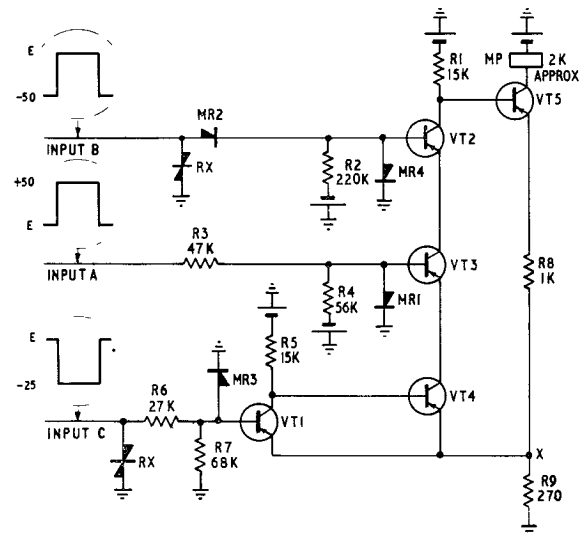 E
-50
INPUT B
MR2
RX
R2
220K
MR4
R1
15K
VT2
MP
2K
APPROX
VT5
+50
E
INPUT A
R3
47K
R4
56K
MR1
VT3
R8
1K
E
-25
INPUT C
R5
15K
MR3
R6
27K
RX
R7
68K
VT1
VT4
X
R9
270